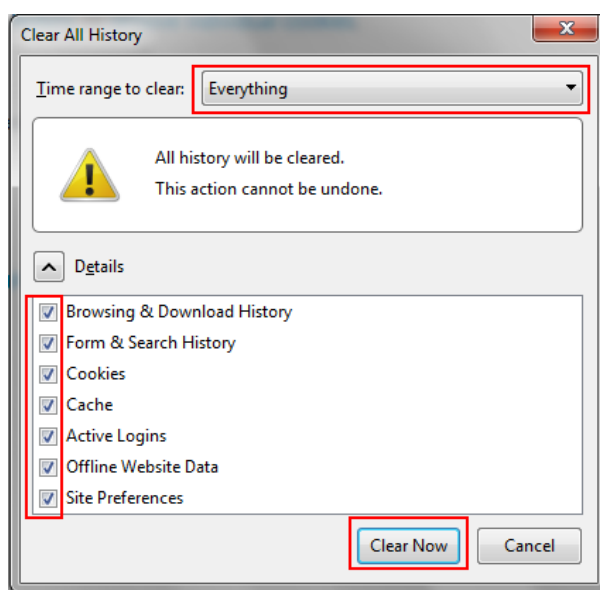 Clear All History
Time range to clear: Everything
All history will be cleared.
This action cannot be undone.
Details
Browsing & Download History
Form & Search History
Cookies
Cache
Active Logins
Offline Website Data
Site Preferences
Clear Now Cancel